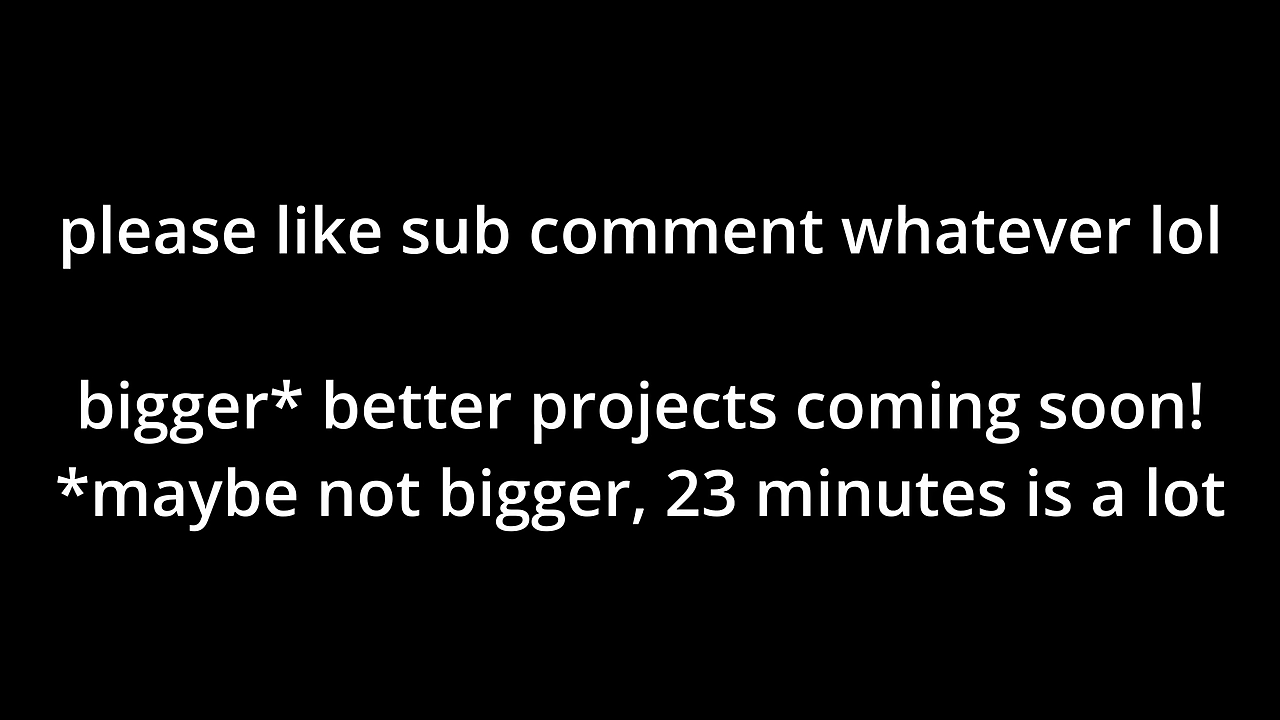 please like sub comment whatever lol
bigger* better projects coming soon!
*maybe not bigger, 23 minutes is a lot